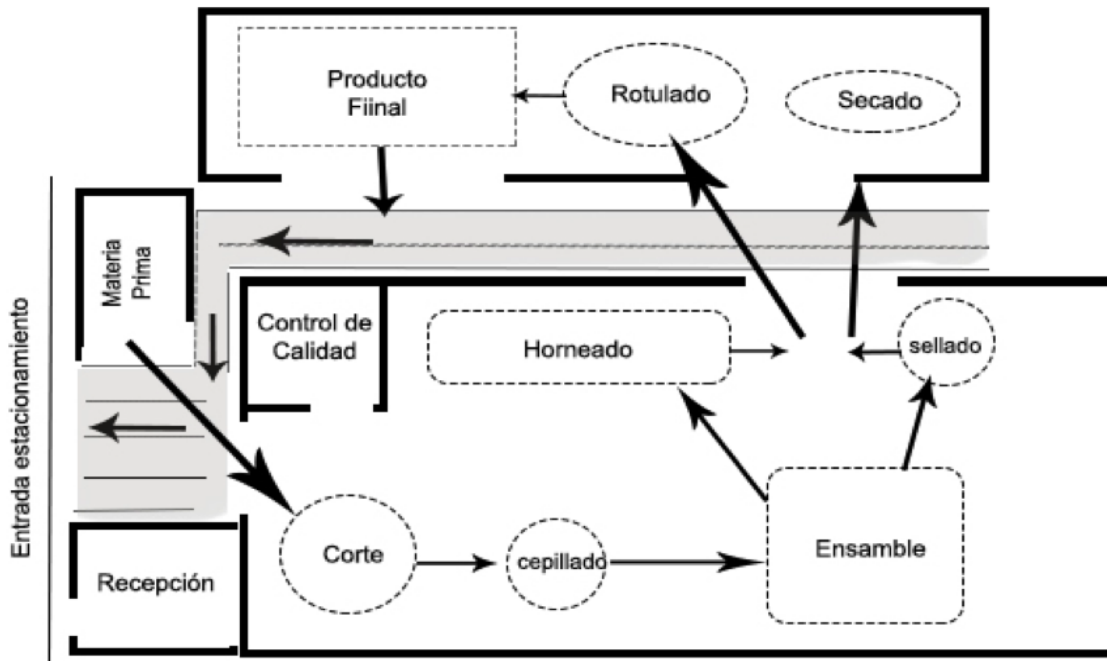 Producto
Fiinal
Rotulado
Secado
Materia
Prima
Control de
Calidad
Horneado
sellado
Entrada estacionamiento
Corte
cepillado
Ensamble
Recepción